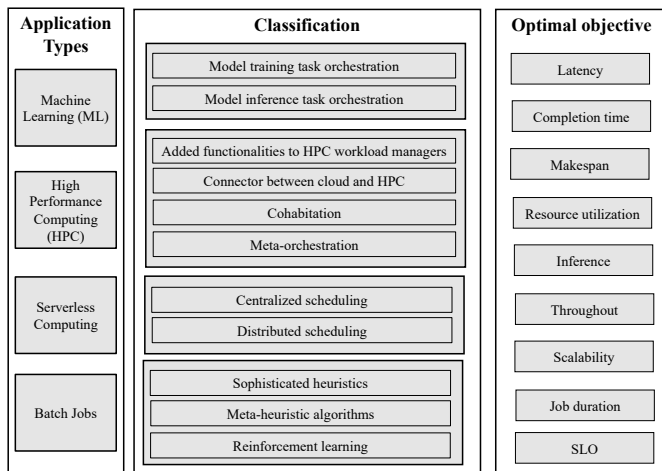 Application
Types
Machine
Learning (ML)
High
Performance
Computing
(HPC)
Serverless
Computing
Batch Jobs
Classification
Model training task orchestration
Model inference task orchestration
Added functionalities to HPC workload managers
Connector between cloud and HPC
Cohabitation
Meta-orchestration
Centralized scheduling
Distributed scheduling
Sophisticated heuristics
Meta-heuristic algorithms
Reinforcement learning
Optimal objective
Latency
Completion time
Makespan
Resource utilization
Inference
Throughout
Scalability
Job duration
SLO